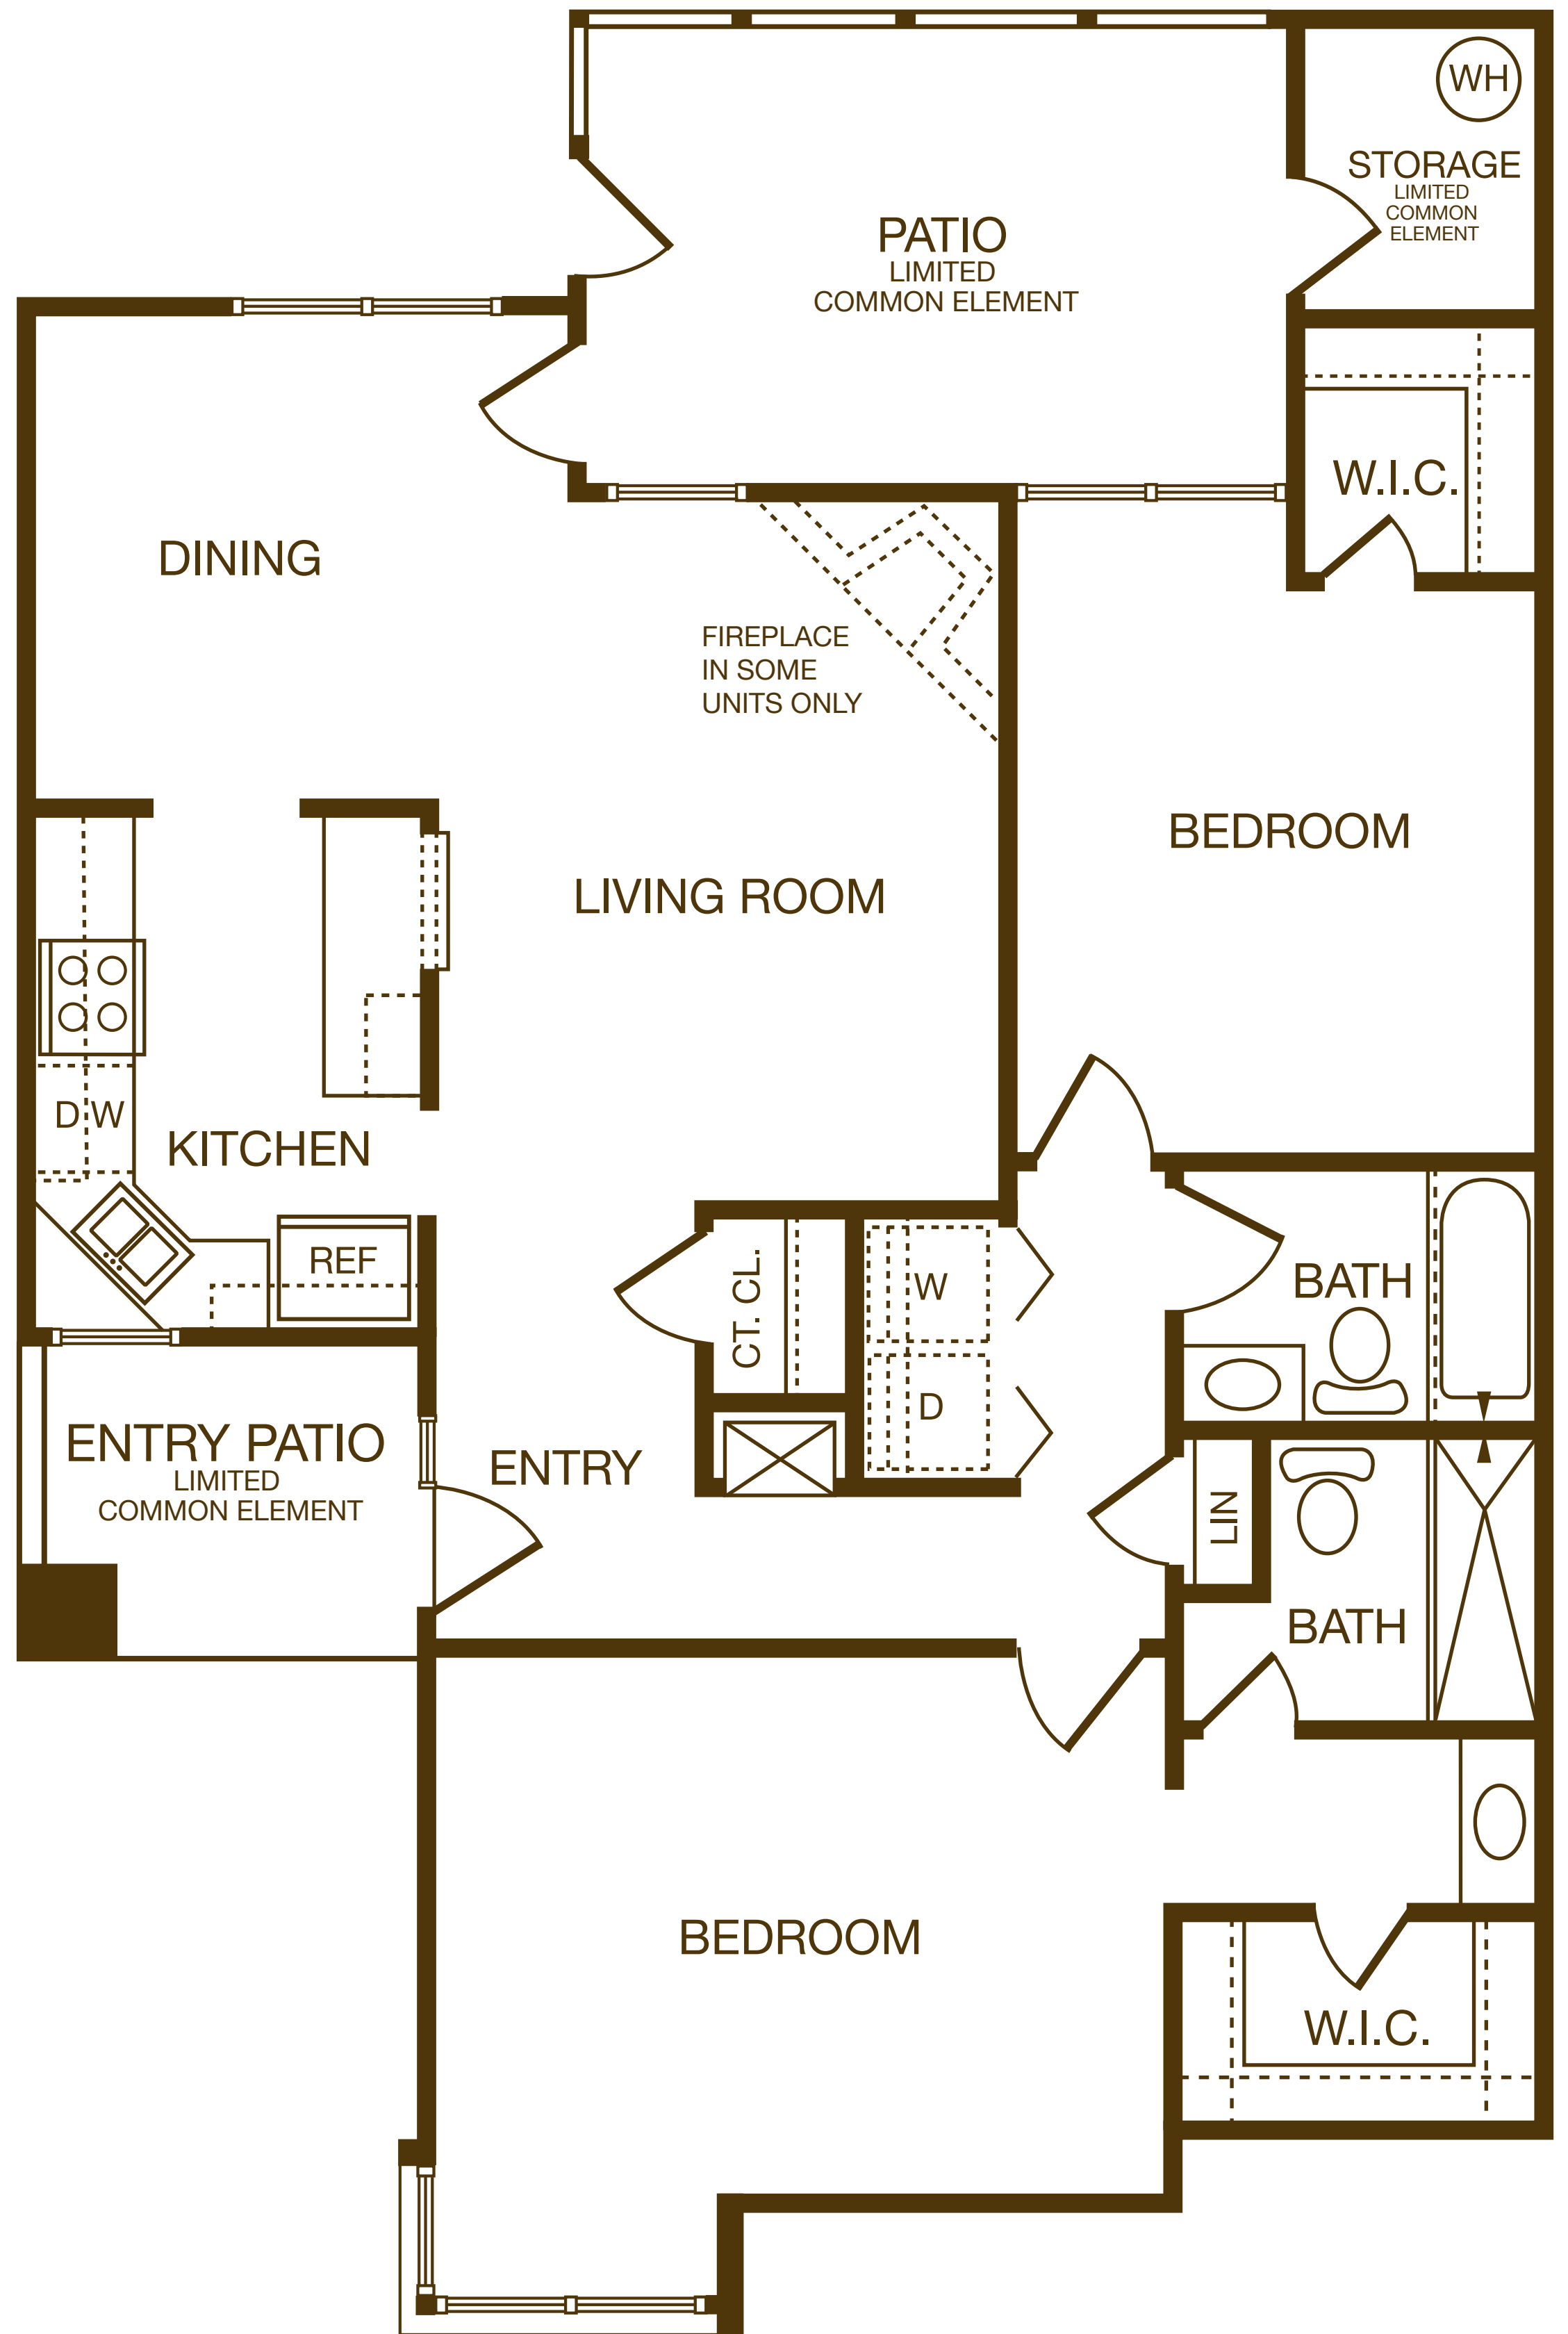 WH
STORAGE
LIMITED
COMMON
ELEMENT
PATIO
LIMITED
COMMON ELEMENT
W.I.C.
DINING
FIREPLACE
IN SOME
UNITS ONLY
BEDROOM
LIVING ROOM
D W
KITCHEN
REF
CT. CL.
W
BATH
D
ENTRY PATIO
LIMITED
COMMON ELEMENT
ENTRY
LIN
BATH
BEDROOM
W.I.C.